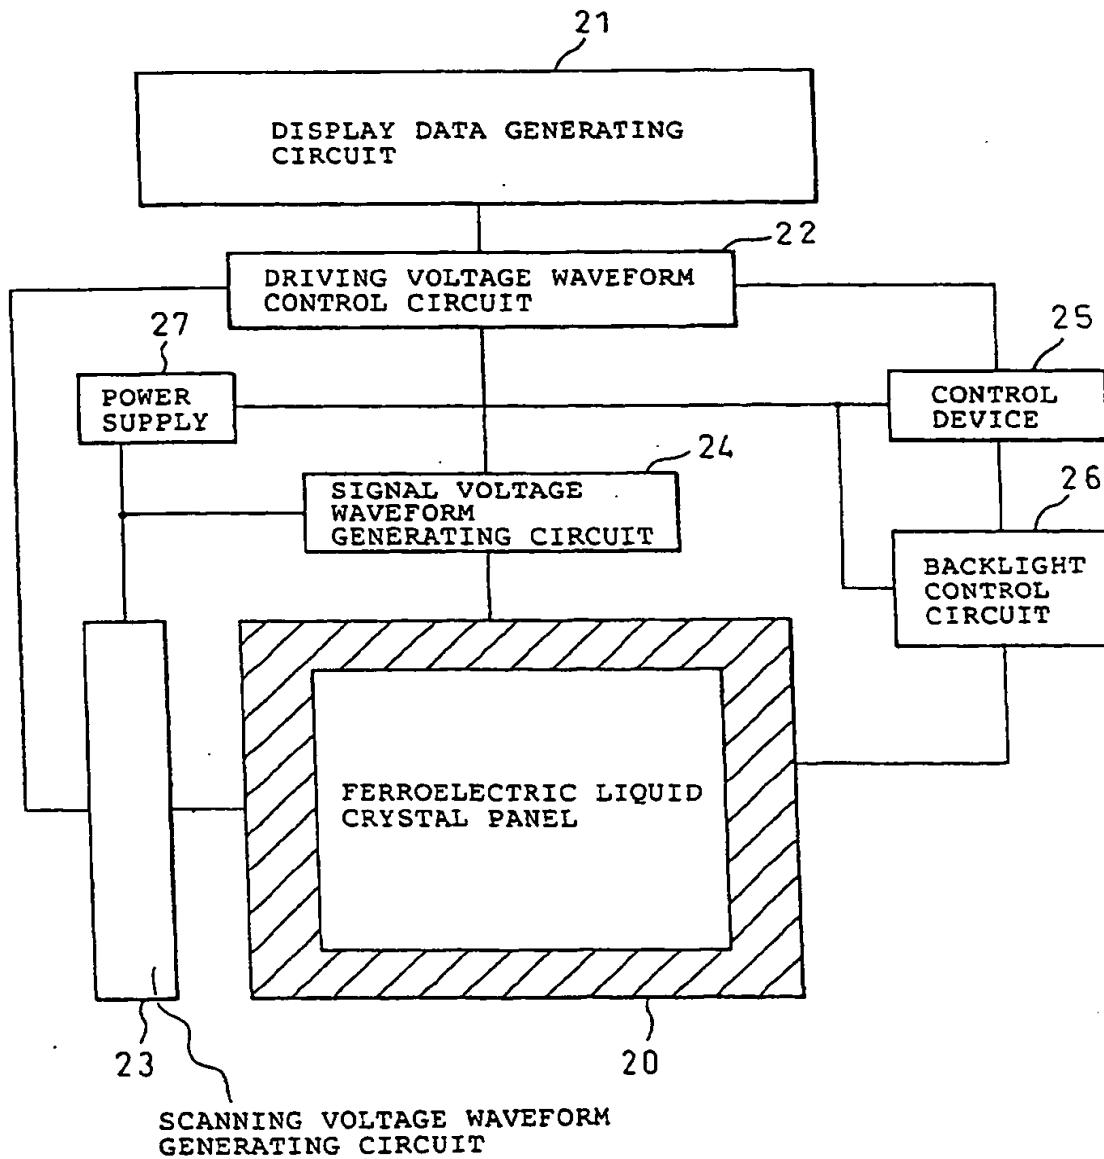 21
DISPLAY DATA GENERATING
CIRCUIT
22
DRIVING VOLTAGE WAVEFORM
CONTROL CIRCUIT
27
25
POWER
SUPPLY
CONTROL
DEVICE
24
26
SIGNAL VOLTAGE
WAVEFORM
GENERATING CIRCUIT
BACKLIGHT
CONTROL
CIRCUIT
FERROELECTRIC LIQUID
CRYSTAL PANEL
23
20
SCANNING VOLTAGE WAVEFORM
GENERATING CIRCUIT